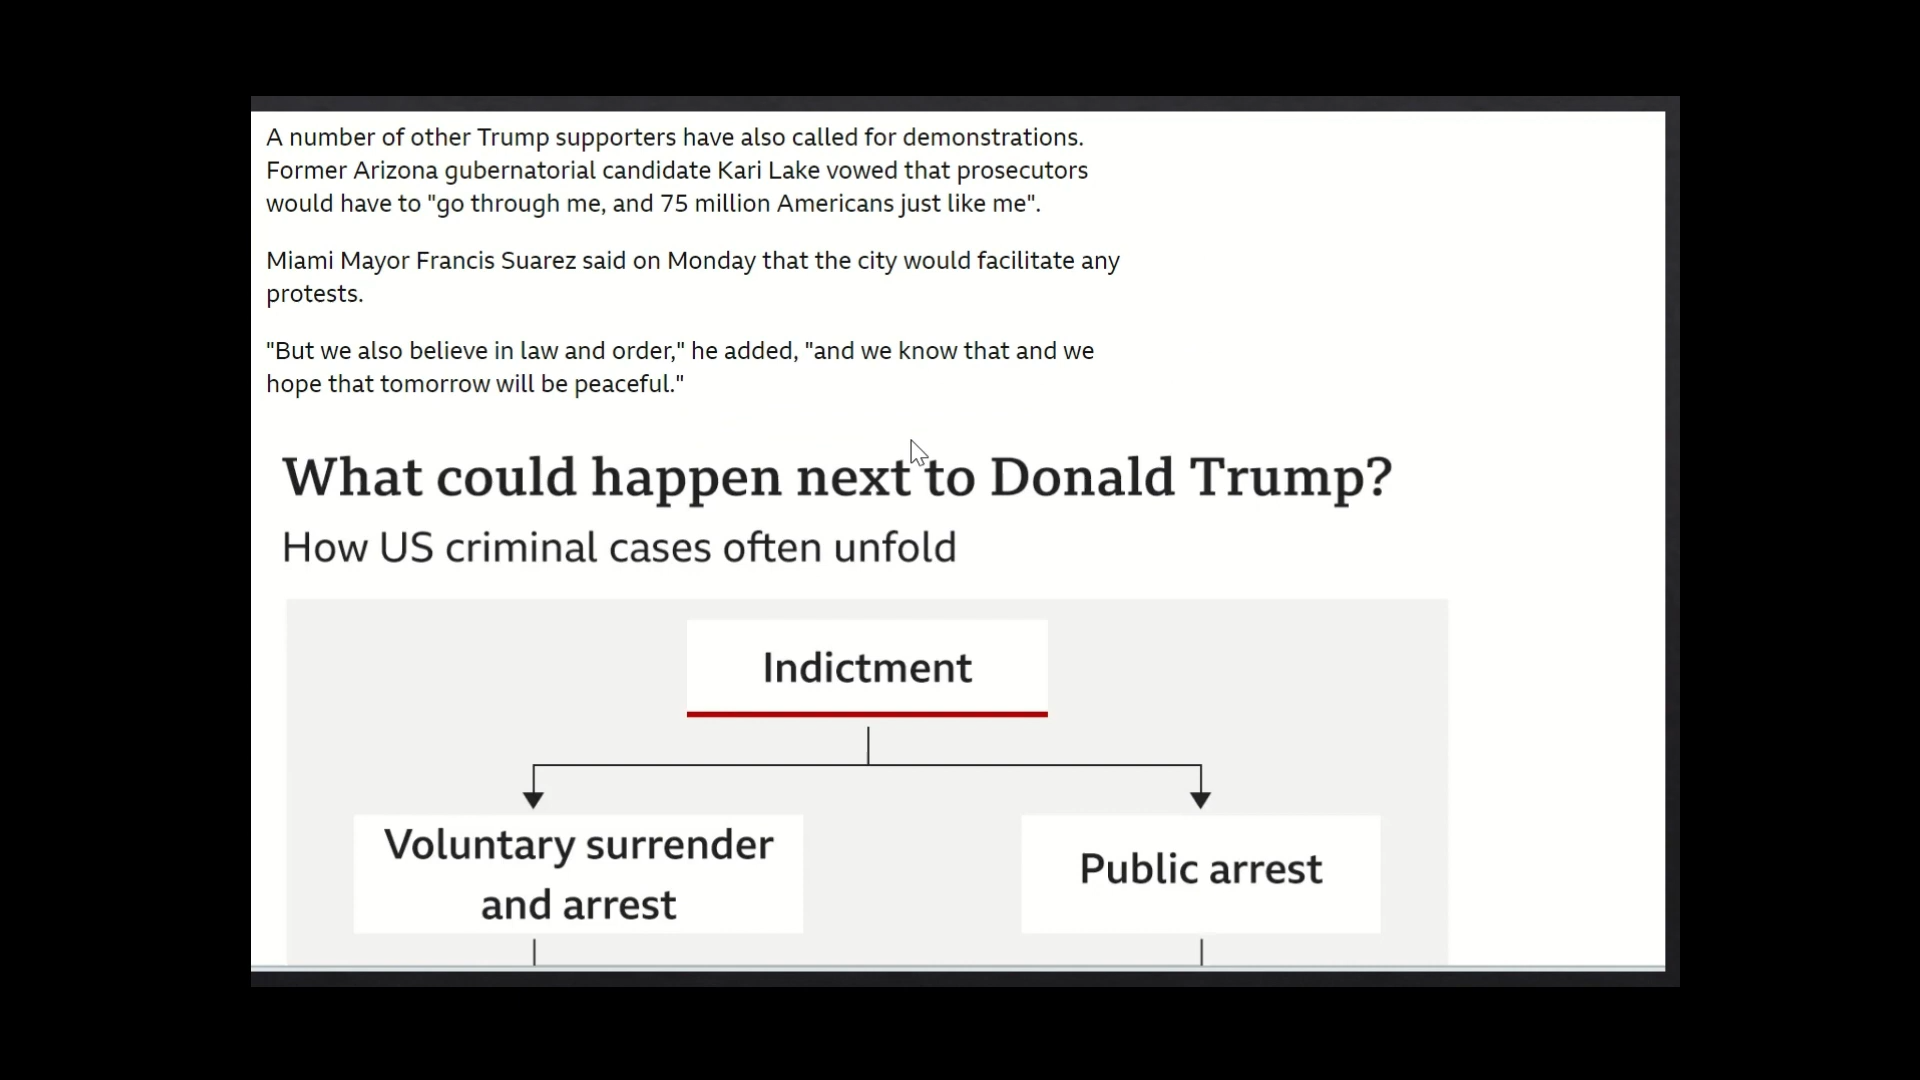 A number of other Trump supporters have also called for demonstrations.
Former Arizona gubernatorial candidate Kari Lake vowed that prosecutors
would have to "go through me, and 75 million Americans just like me".
Miami Mayor Francis Suarez said on Monday that the city would facilitate any
protests.
"But we also believe in law and order," he added, "and we know that and we
hope that tomorrow will be peaceful."
What could happen next to Donald Trump?
How US criminal cases often unfold
Indictment
Voluntary surrender
and arrest
Public arrest